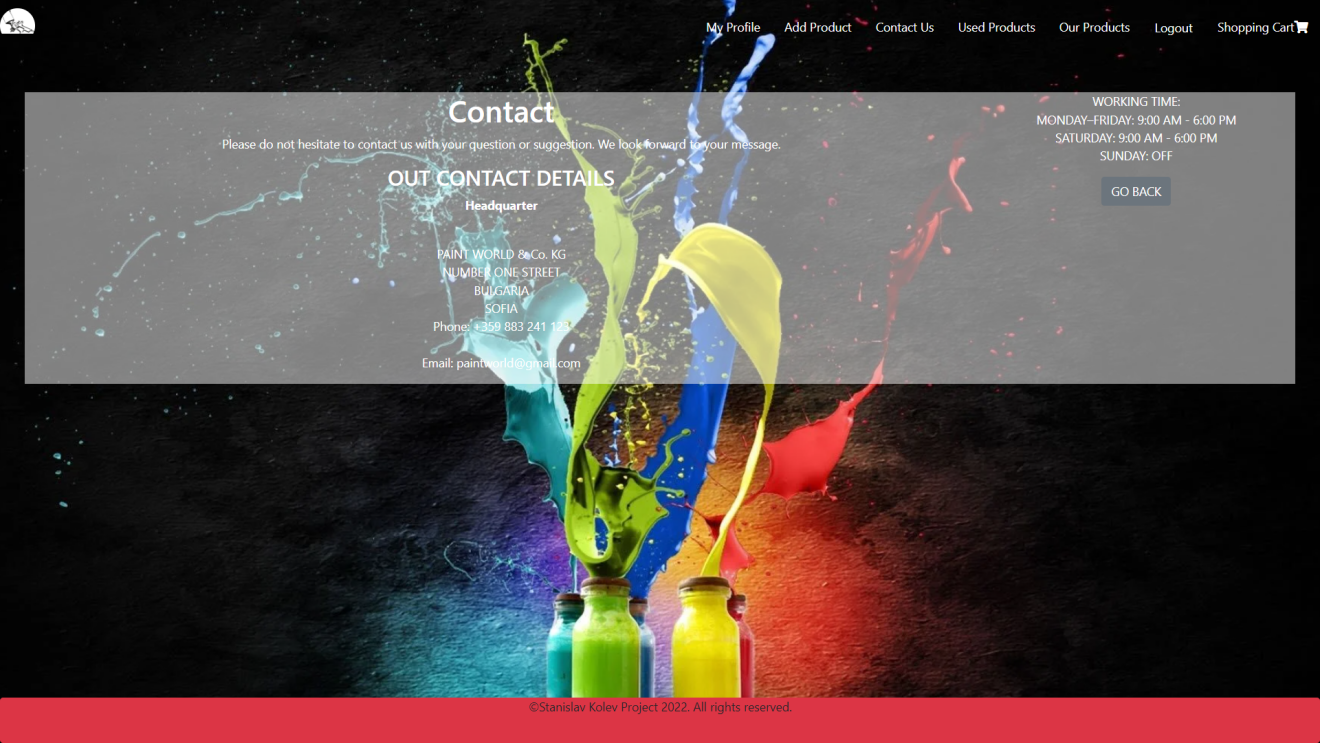 My Profile Add Product Contact Us Used Products Our Products Logout Shopping Cart
Contact
Please do not hesitate to contact us with your question or suggestion. We look forward to your message.
OUT CONTACT DETAILS
Headquarter
PAINT WORLD & Co. KG
NUMBER ONE STREET
BULGARIA
SOFIA
Phone: +359 883 241 123
Email: paintworld@gmail.com
WORKING TIME:
MONDAY–FRIDAY: 9:00 AM - 6:00 PM
SATURDAY: 9:00 AM - 6:00 PM
SUNDAY: OFF
GO BACK
©Stanislav Kolev Project 2022. All rights reserved.